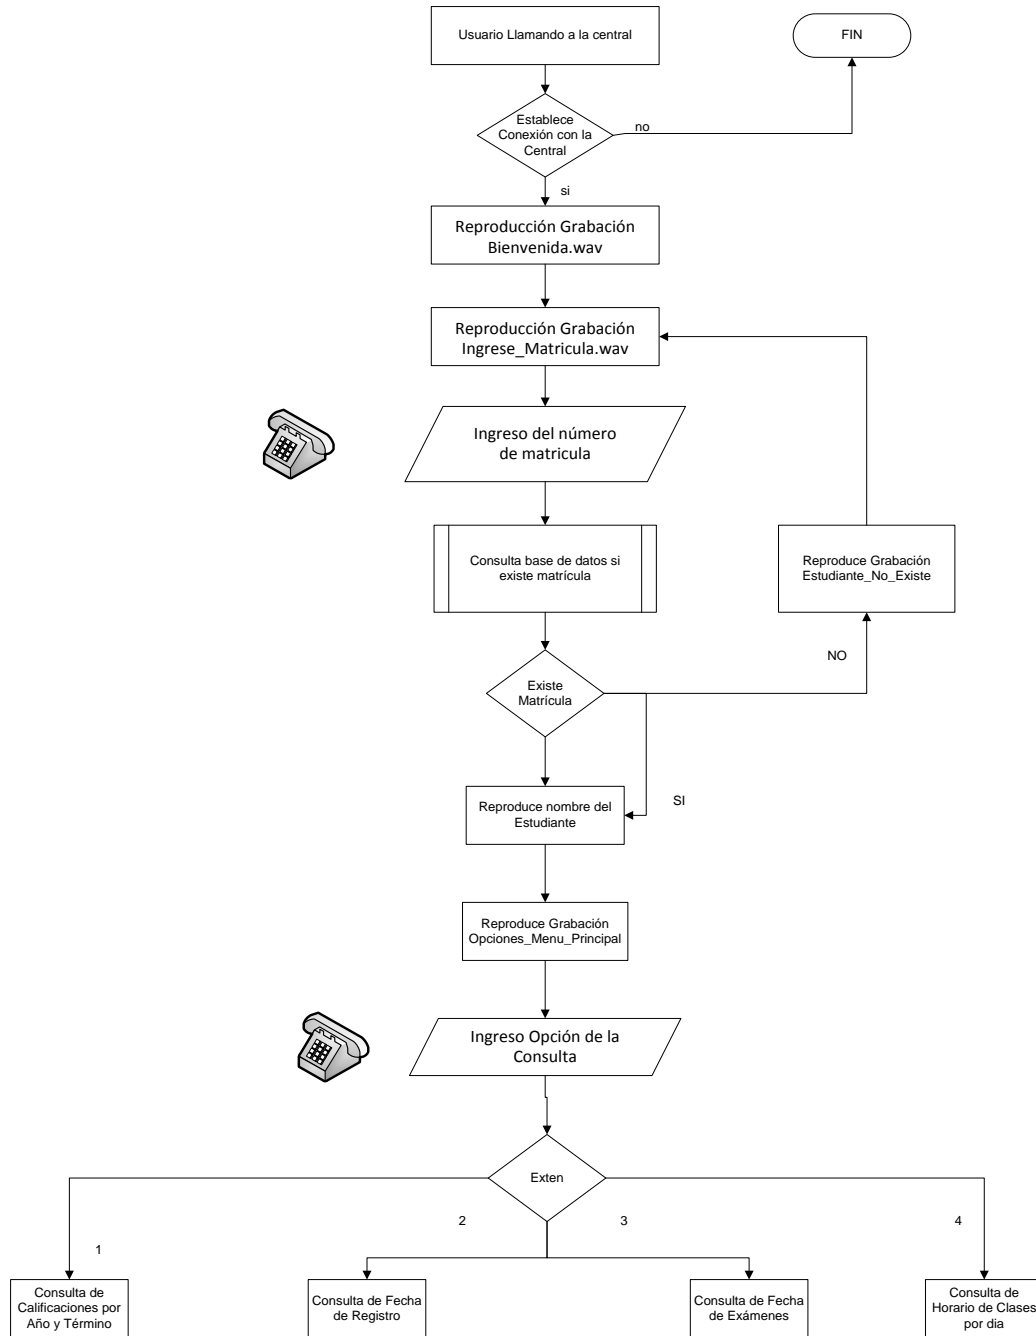 Usuario Llamando a la central
FIN
Establece
Conexión con la
Central
no
si
Reproducción Grabación
Bienvenida.wav
Reproducción Grabación
Ingrese_Matricula.wav
Ingreso del número
de matricula
Consulta base de datos si
existe matrícula
Reproduce Grabación
Estudiante_No_Existe
NO
Existe
Matrícula
Reproduce nombre del
Estudiante
SI
Reproduce Grabación
Opciones_Menu_Principal
Ingreso Opción de la
Consulta
Exten
1
2
3
4
Consulta de
Calificaciones por
Año y Término
Consulta de Fecha
de Registro
Consulta de Fecha
de Exámenes
Consulta de
Horario de Clases
por dia